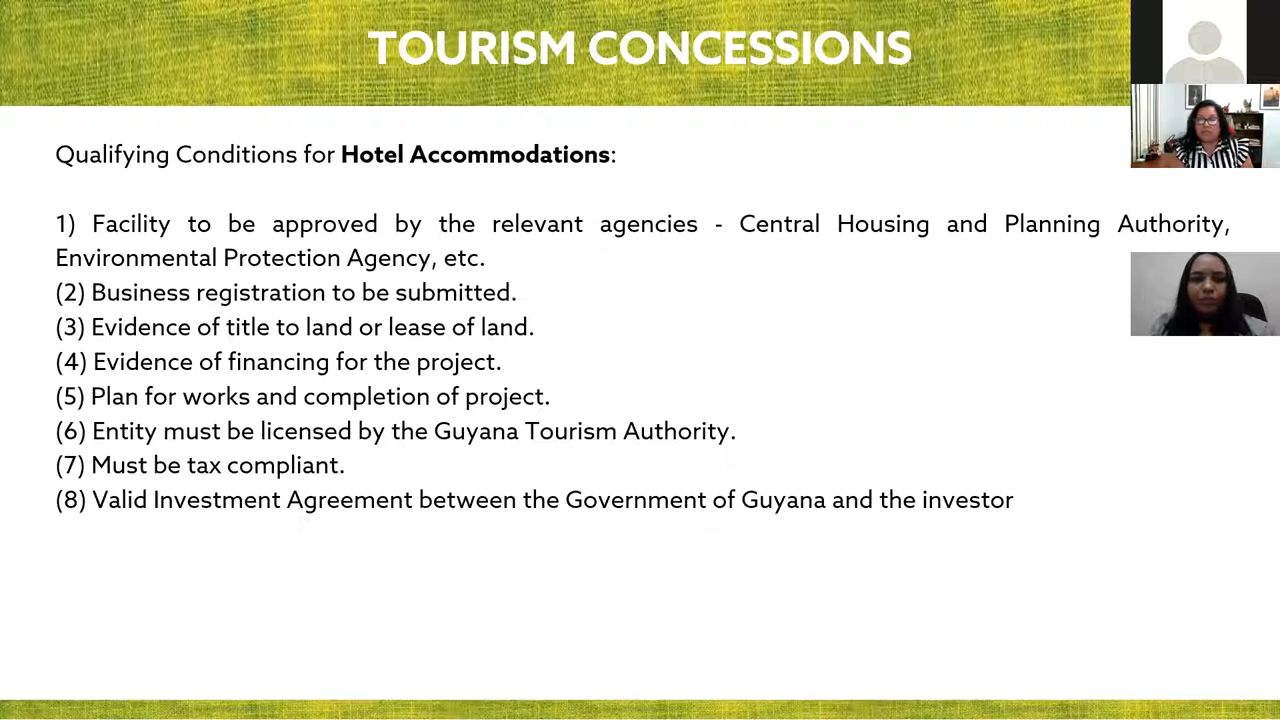 TOURISM CONCESSIONS
Qualifying Conditions for Hotel Accommodations:
1) Facility to be approved by the relevant agencies - Central Housing and Planning Authority,
Environmental Protection Agency, etc.
(2) Business registration to be submitted.
(3) Evidence of title to land or lease of land.
(4) Evidence of financing for the project.
(5) Plan for works and completion of project.
(6) Entity must be licensed by the Guyana Tourism Authority.
(7) Must be tax compliant.
(8) Valid Investment Agreement between the Government of Guyana and the investor